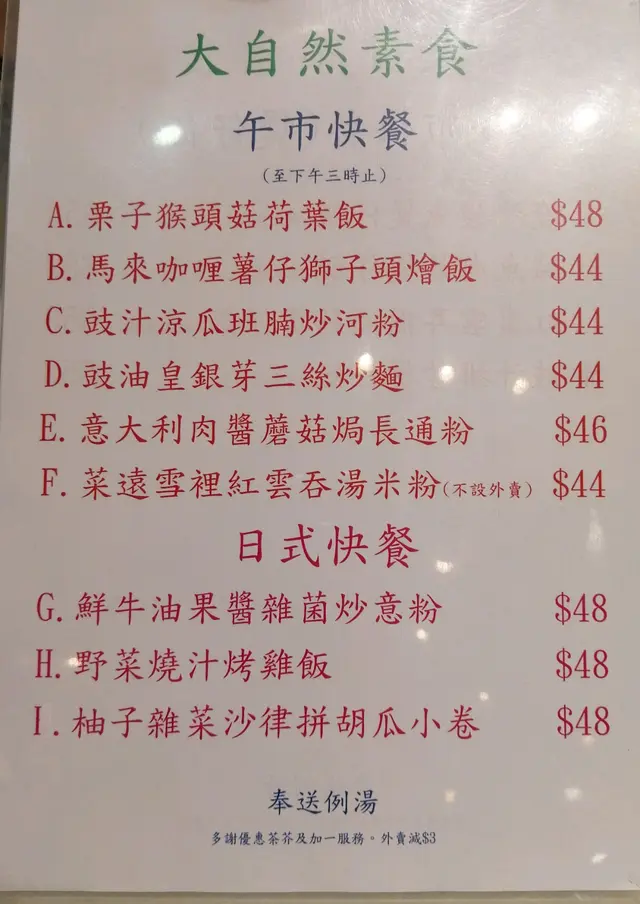 大自然素食
午市快餐
(至下午三時止)
A. 栗子猴頭菇荷葉飯 $48
B. 馬來咖喱薯仔獅子頭燴飯 $44
C. 豉汁涼瓜班腩炒河粉 $44
D. 豉油皇銀芽三絲炒麵 $44
E. 意大利肉醬蘑菇焗長通粉 $46
F. 菜遠雪裡紅雲吞湯米粉(不設外賣) $44
日式快餐
G. 鮮牛油果醬雜菌炒意粉 $48
H. 野菜燒汁烤雞飯 $48
I. 柚子雜菜沙律拼胡瓜小卷 $48
奉送例湯
多謝優惠茶芥及加一服務。外賣減$3